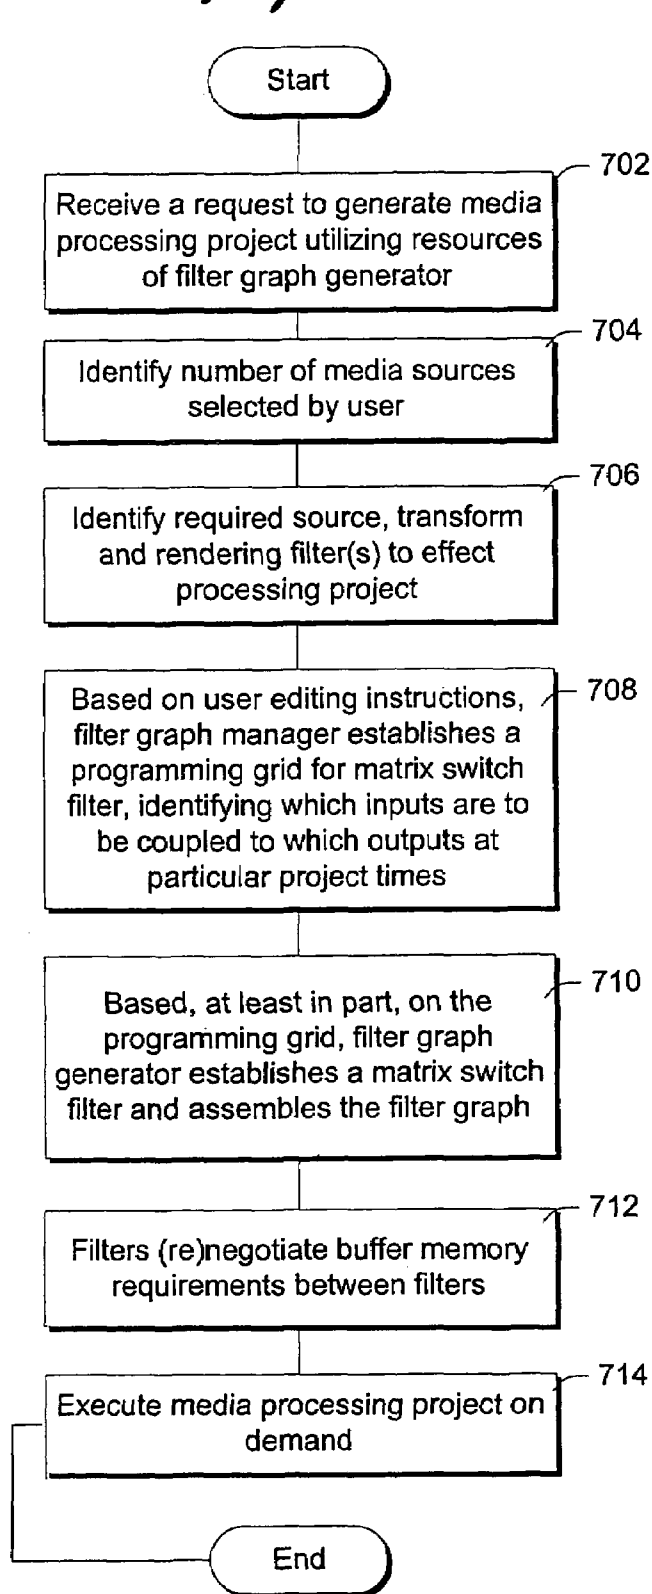 Start
702
Receive a request to generate media
processing project utilizing resources
of filter graph generator
704
Identify number of media sources
selected by user
706
Identify required source, transform
and rendering filter(s) to effect
processing project
708
Based on user editing instructions,
filter graph manager establishes a
programming grid for matrix switch
filter, identifying which inputs are to
be coupled to which outputs at
particular project times
710
Based, at least in part, on the
programming grid, filter graph
generator establishes a matrix switch
filter and assembles the filter graph
712
Filters (re)negotiate buffer memory
requirements between filters
714
Execute media processing project on
demand
End